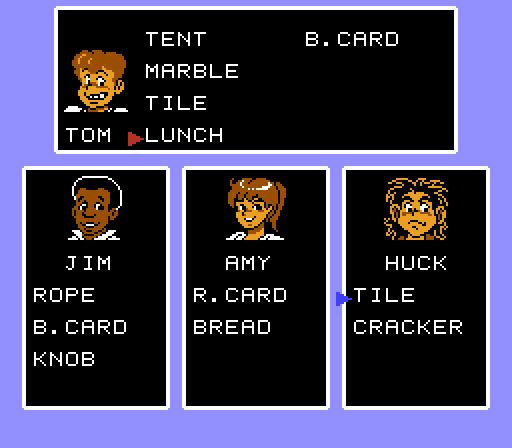 TENT B.CARD
MARBLE
TILE
TOM LUNCH
JIM
ROPE
B.CARD
KNOB
AMY
R.CARD
BREAD
HUCK
TILE
CRACKER